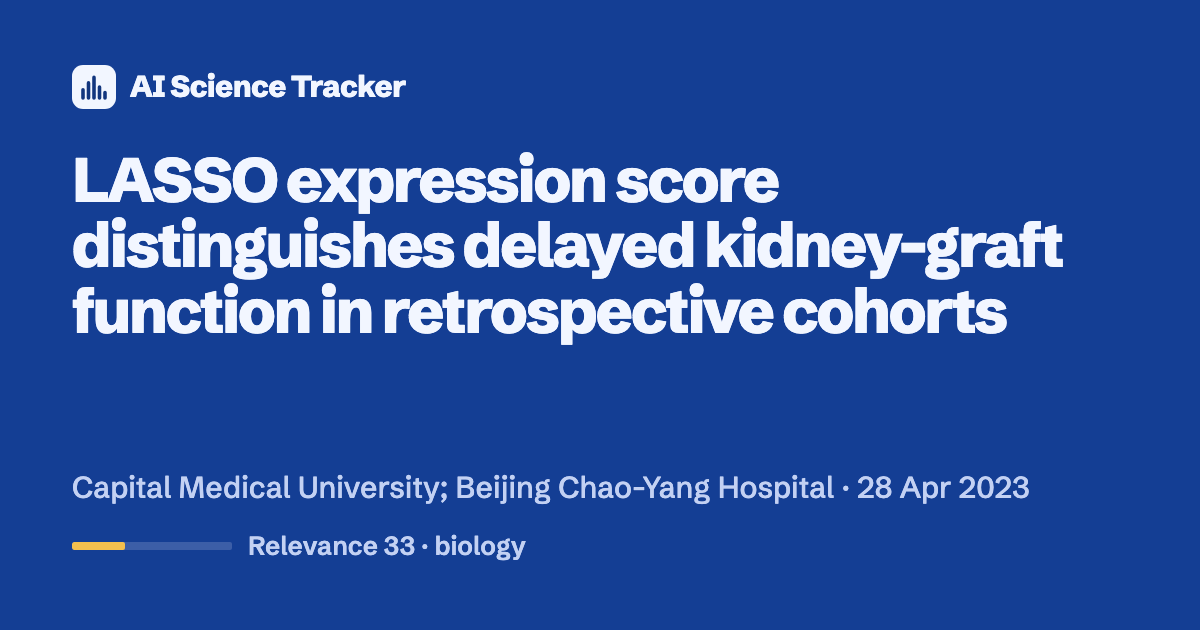 AI Science Tracker
LASSO expression score
distinguishes delayed kidney-graft
function in retrospective cohorts
Capital Medical University; Beijing Chao-Yang Hospital · 28 Apr 2023
Relevance 33 · biology